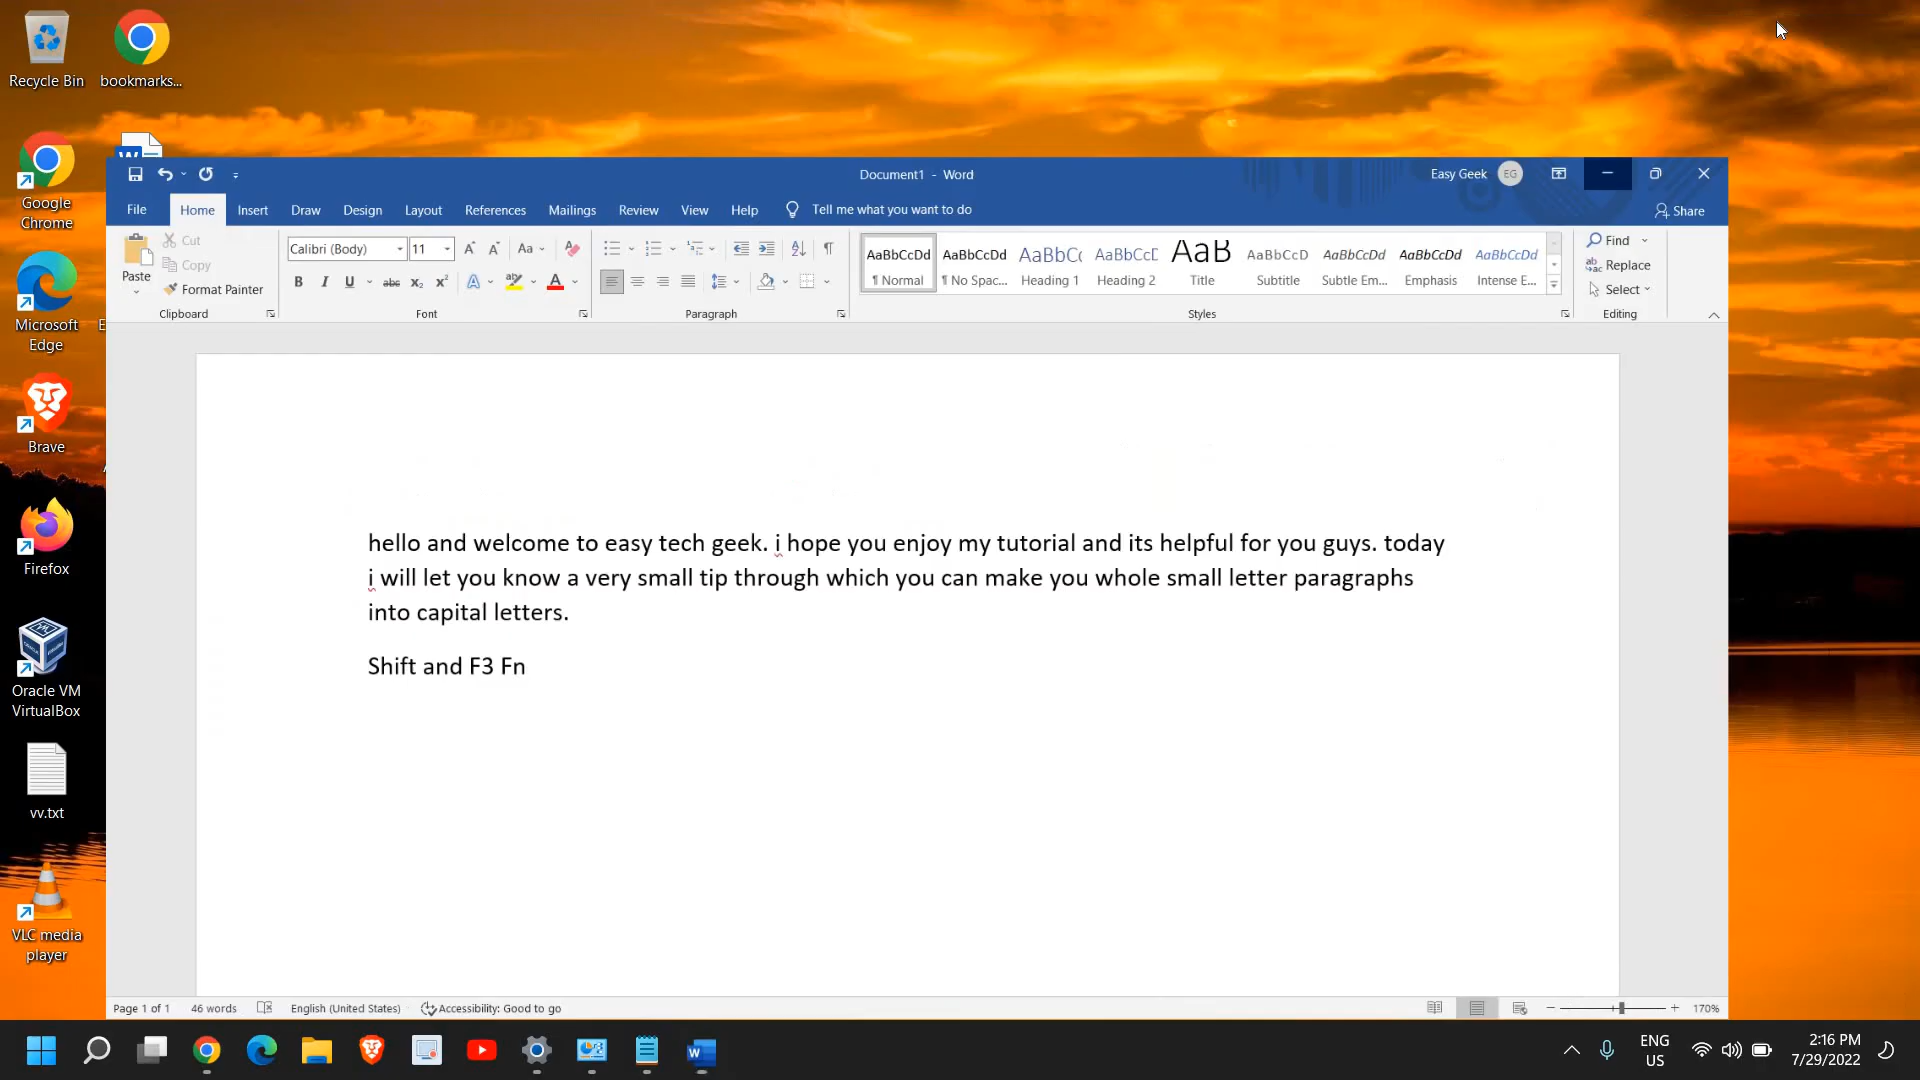 Recycle Bin
bookmarks...
Google
Chrome
Microsoft
Edge
Brave
Firefox
Oracle VM
VirtualBox
vv.txt
VLC media
player
Document1 - Word
Easy Geek
EG
File
Home
Insert
Draw
Design
Layout
References
Mailings
Review
View
Help
Tell me what you want to do
Share
Paste
Cut
Copy
Format Painter
Clipboard
Calibri (Body)
11
Font
Paragraph
AaBbCcDd
¶ Normal
AaBbCcDd
¶ No Spac...
AaBbCc
Heading 1
AaBbCcD
Heading 2
AaB
Title
AaBbCcD
Subtitle
AaBbCcDd
Subtle Em...
AaBbCcDd
Emphasis
AaBbCcDd
Intense E...
Styles
Find
Replace
Select
Editing
hello and welcome to easy tech geek. i hope you enjoy my tutorial and its helpful for you guys. today
i will let you know a very small tip through which you can make you whole small letter paragraphs
into capital letters.
Shift and F3 Fn
Page 1 of 1
46 words
English (United States)
Accessibility: Good to go
170%
ENG
US
2:16 PM
7/29/2022